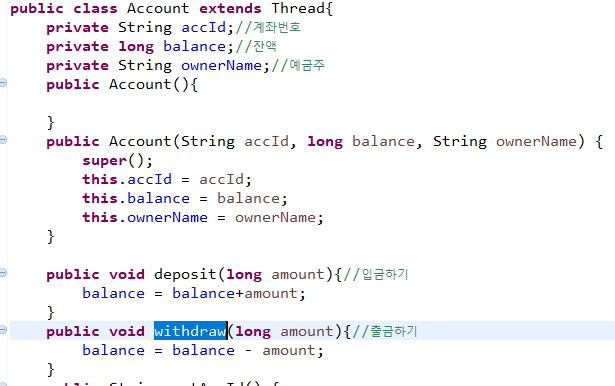 public class Account extends Thread{
private String accId;//계좌번호
private long balance;//잔액
private String ownerName;//예금주
public Account(){
}
public Account(String accId, long balance, String ownerName) {
super();
this.accId = accId;
this.balance = balance;
this.ownerName = ownerName;
}
public void deposit(long amount){//입금하기
balance = balance+amount;
}
public void withdraw(long amount){//출금하기
balance = balance - amount;
}